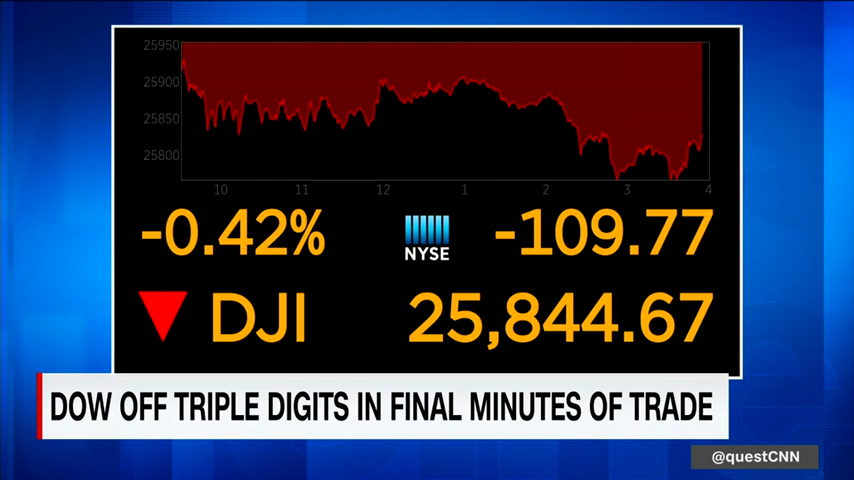 25950
25900
25850
25800
10 11 12 1 2 3 4
-0.42% NYSE -109.77
DJI 25,844.67
DOW OFF TRIPLE DIGITS IN FINAL MINUTES OF TRADE
@questCNN